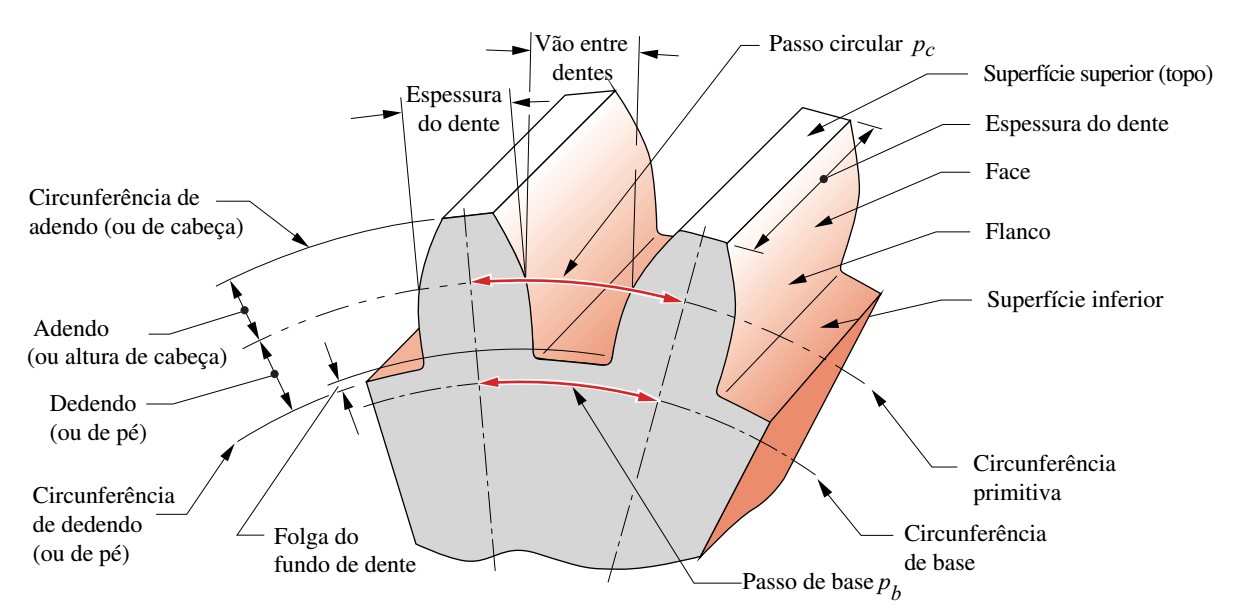 Vão entre
dentes
Passo circular pc
Superfície superior (topo)
Espessura
do dente
Espessura do dente
Face
Circunferência de
adendo (ou de cabeça)
Flanco
Superfície inferior
Adendo
(ou altura de cabeça)
Dedendo
(ou de pé)
Circunferência
primitiva
Circunferência
de dedendo
(ou de pé)
Folga do
fundo de dente
Circunferência
de base
Passo de base pb